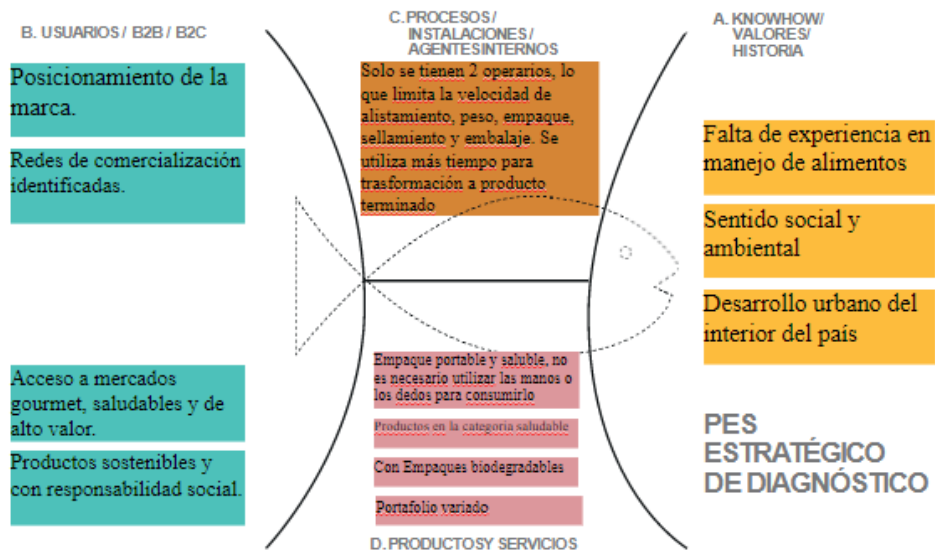 B. USUARIOS / B2B / B2C
Posicionamiento de la
marca.
Redes de comercialización
identificadas.
Acceso a mercados
gourmet, saludables y de
alto valor.
Productos sostenibles y
con responsabilidad social.
C. PROCESOS /
INSTALACIONES /
AGENTES INTERNOS
Solo se tienen 2 operarios, lo
que limita la velocidad de
alistamiento, peso, empaque,
sellamiento y embalaje. Se
utiliza más tiempo para
trasformación a producto
terminado
Empaque portable y saluble, no
es necesario utilizar las manos o
los dedos para consumirlo
Productos en la categoria saludable
Con Empaques biodegradables
Portafolio variado
D. PRODUCTOS Y SERVICIOS
A. KNOWHOW/
VALORES/
HISTORIA
Falta de experiencia en
manejo de alimentos
Sentido social y
ambiental
Desarrollo urbano del
interior del país
PES
ESTRATÉGICO
DE DIAGNÓSTICO